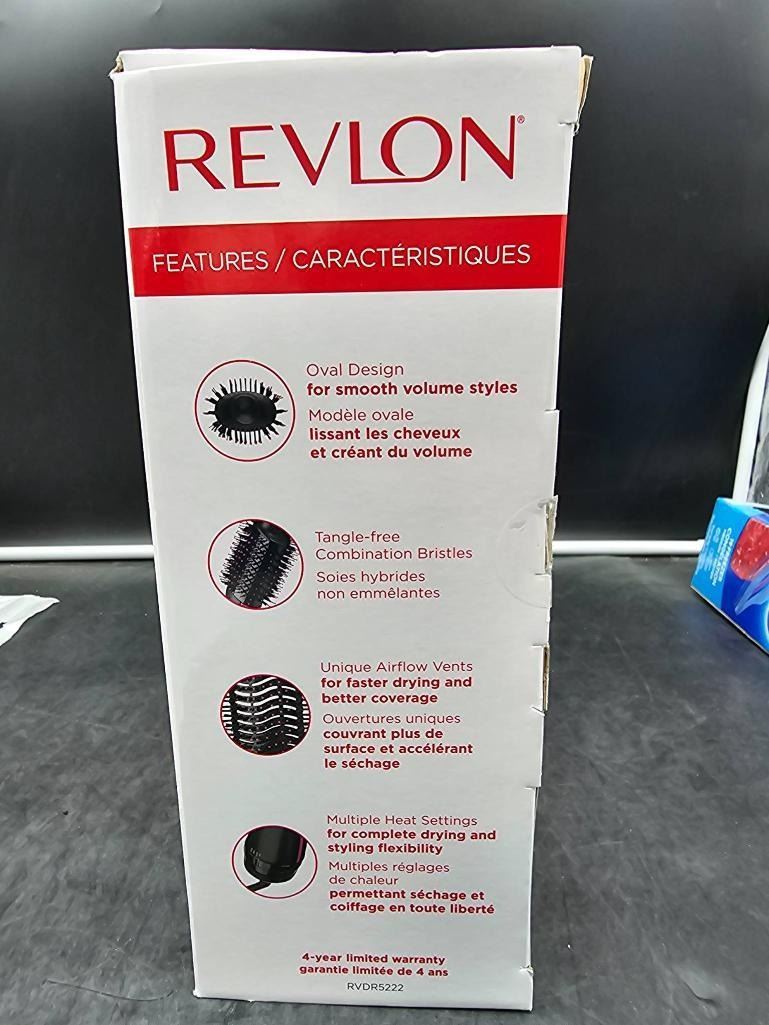 REVLON®
FEATURES / CARACTÉRISTIQUES
Oval Design
for smooth volume styles
Modèle ovale
lissant les cheveux
et créant du volume
Tangle-free
Combination Bristles
Soies hybrides
non emmêlantes
Unique Airflow Vents
for faster drying and
better coverage
Ouvertures uniques
couvrant plus de
surface et accélérant
le séchage
Multiple Heat Settings
for complete drying and
styling flexibility
Multiples réglages
de chaleur
permettant séchage et
coiffage en toute liberté
4-year limited warranty
garantie limitée de 4 ans
RVDR5222